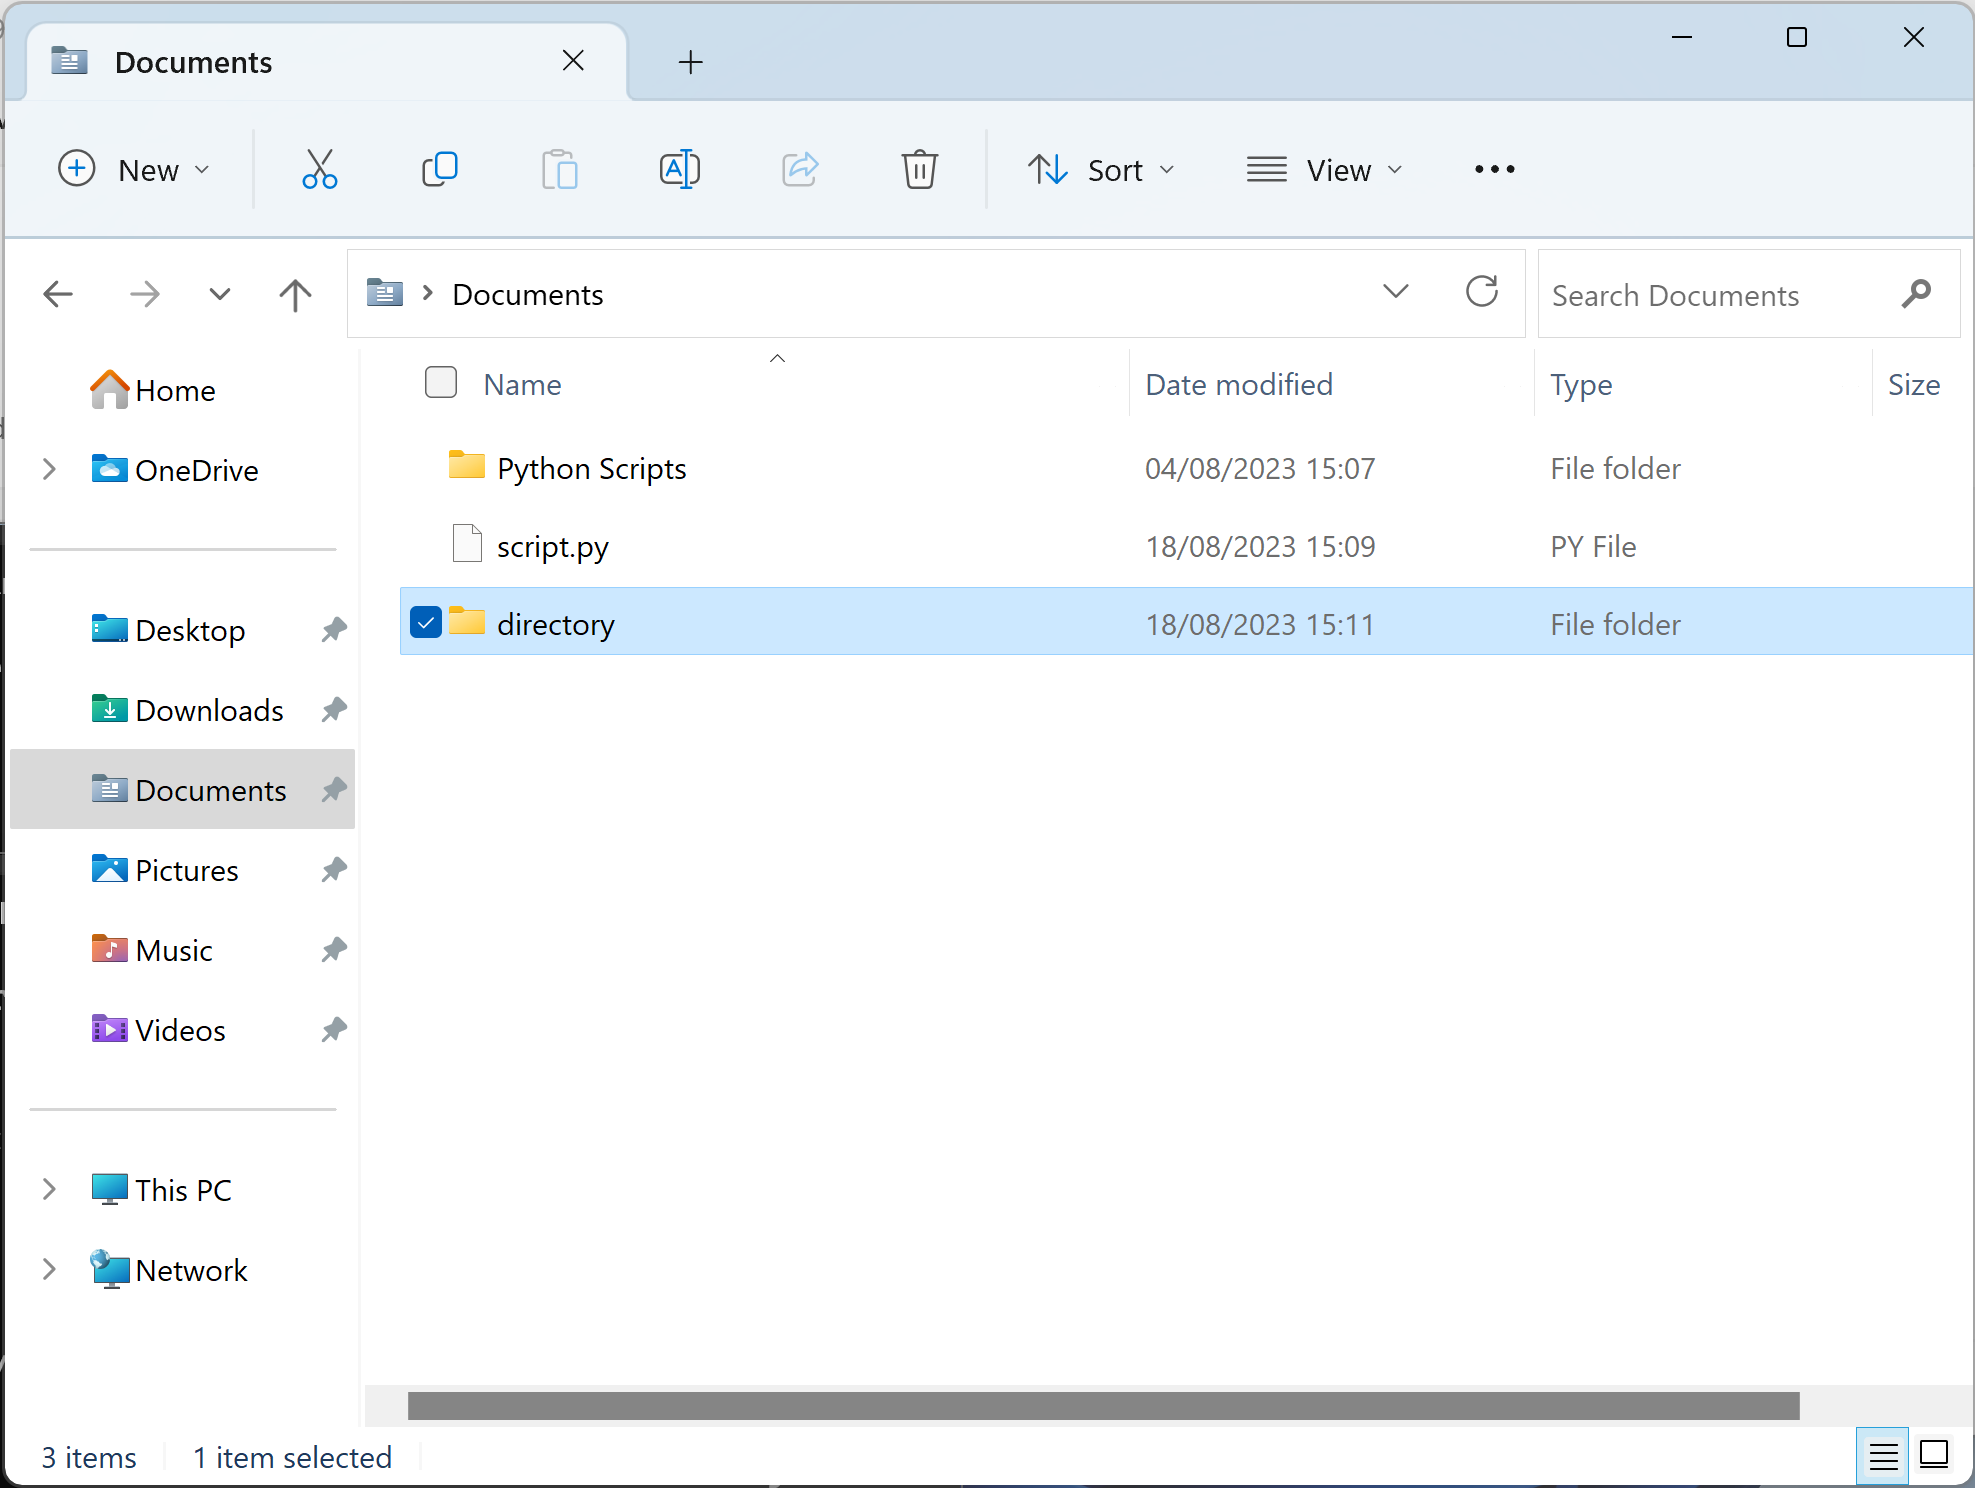 Documents
New
Sort
View
Documents
Search Documents
Home
OneDrive
Desktop
Downloads
Documents
Pictures
Music
Videos
This PC
Network
Name Date modified Type Size
Python Scripts 04/08/2023 15:07 File folder
script.py 18/08/2023 15:09 PY File
directory 18/08/2023 15:11 File folder
3 items 1 item selected